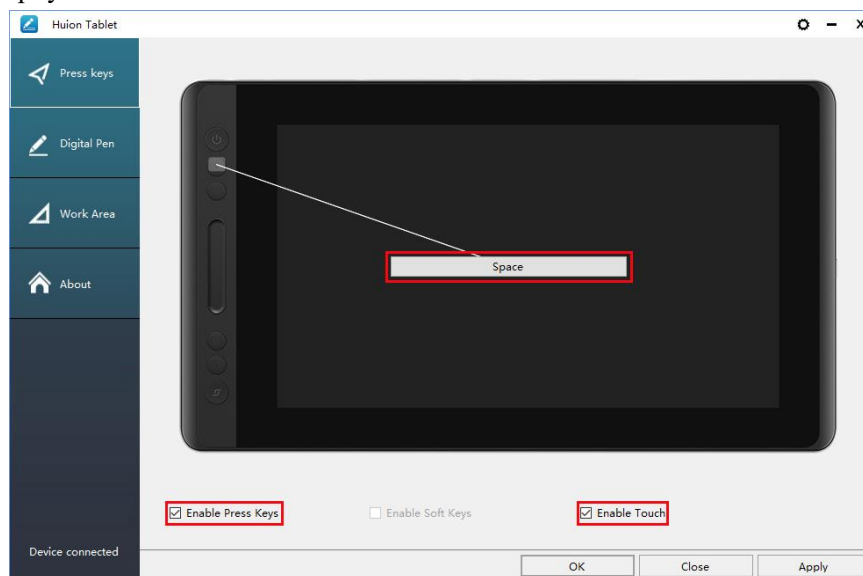 Huion Tablet
Press keys
Digital Pen
Work Area
About
Space
Enable Press Keys
Enable Soft Keys
Enable Touch
Device connected
OK
Close
Apply